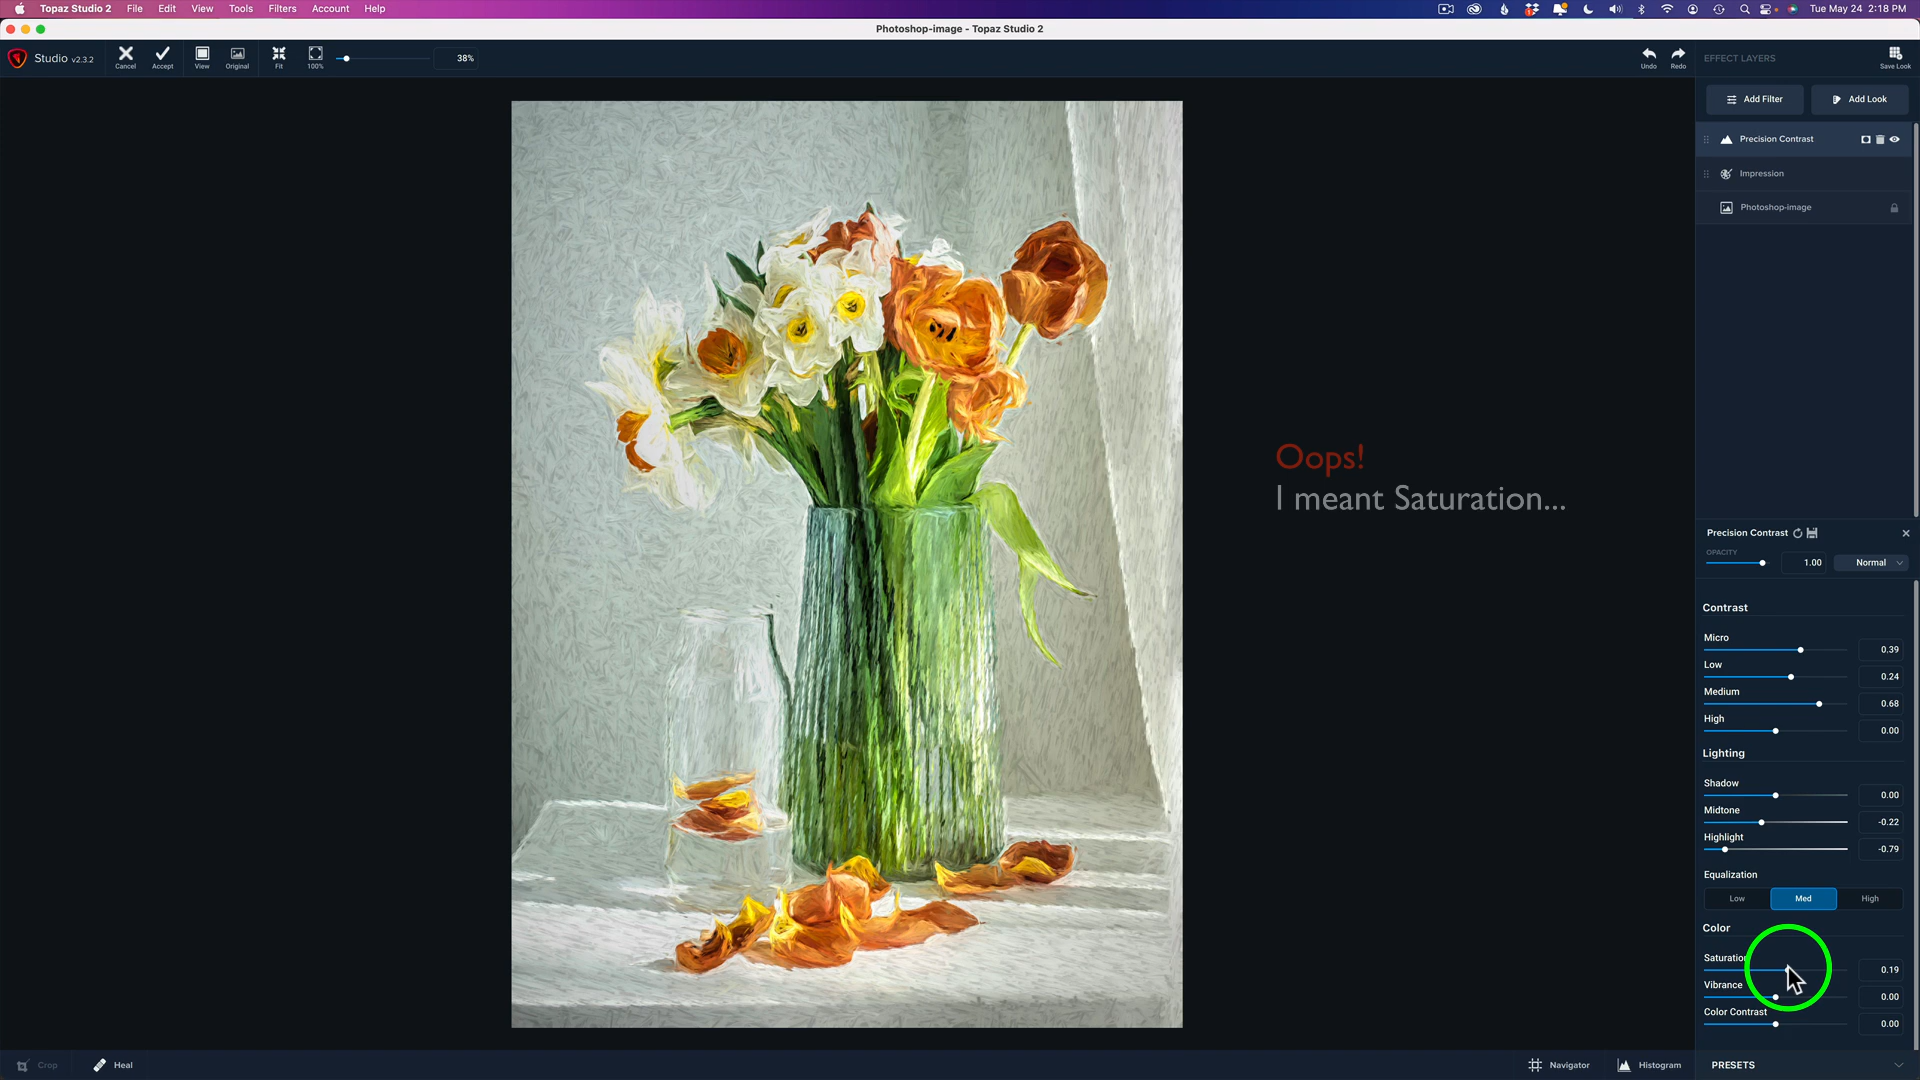 Topaz Studio 2 File Edit View Tools Filters Account Help Tue May 24 2:18 PM
Photoshop-image - Topaz Studio 2
Studio v2.3.2 Cancel Accept View Original Fit 100% 38% Undo Redo EFFECT LAYERS Save Look
Add Filter Add Look
Precision Contrast
Impression
Photoshop-image
Oops!
I meant Saturation...
Precision Contrast
OPACITY
1.00 Normal
Contrast
Micro
0.39
Low
0.24
Medium
0.68
High
0.00
Lighting
Shadow
0.00
Midtone
-0.22
Highlight
-0.79
Equalization
Low Med High
Color
Saturation
0.19
Vibrance
0.00
Color Contrast
0.00
Crop Heal Navigator Histogram PRESETS